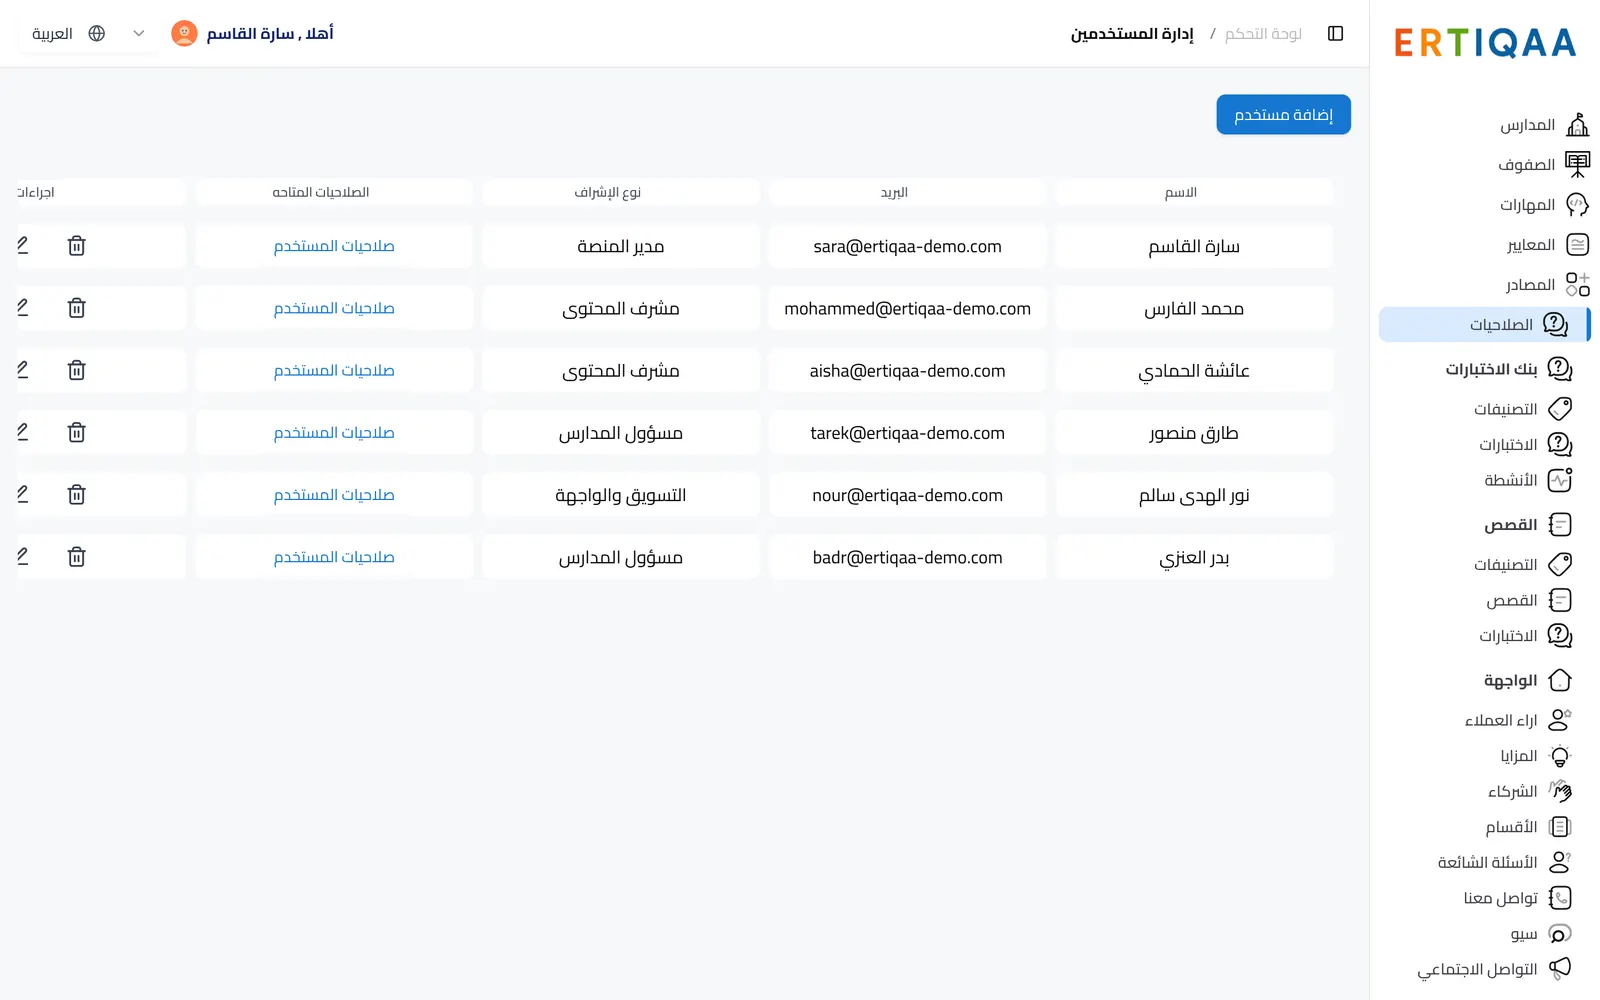 ERTIQAA
المدارس
الصفوف
المهارات
المعايير
المصادر
الصلاحيات
بنك الاختبارات
التصنيفات
الاختبارات
الأنشطة
القصص
التصنيفات
القصص
الاختبارات
الواجهة
اراء العملاء
المزايا
الشركاء
الأقسام
الأسئلة الشائعة
تواصل معنا
سيو
التواصل الاجتماعي
لوحة التحكم / إدارة المستخدمين
أهلا , سارة القاسم
العربية
إضافة مستخدم
الاسم البريد نوع الإشراف الصلاحيات المتاحه اجراءات
سارة القاسم sara@ertiqaa-demo.com مدير المنصة صلاحيات المستخدم
محمد الفارس mohammed@ertiqaa-demo.com مشرف المحتوى صلاحيات المستخدم
عائشة الحمادي aisha@ertiqaa-demo.com مشرف المحتوى صلاحيات المستخدم
طارق منصور tarek@ertiqaa-demo.com مسؤول المدارس صلاحيات المستخدم
نور الهدى سالم nour@ertiqaa-demo.com التسويق والواجهة صلاحيات المستخدم
بدر العنزي badr@ertiqaa-demo.com مسؤول المدارس صلاحيات المستخدم